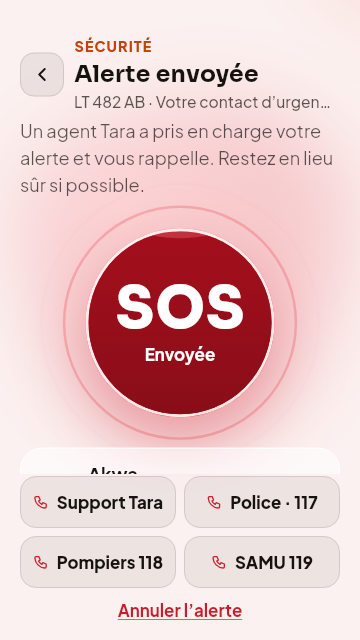 SÉCURITÉ
Alerte envoyée
LT 482 AB · Votre contact d’urgen…
Un agent Tara a pris en charge votre
alerte et vous rappelle. Restez en lieu
sûr si possible.
SOS
Envoyée
Akwa
Support Tara
Police · 117
Pompiers 118
SAMU 119
Annuler l’alerte